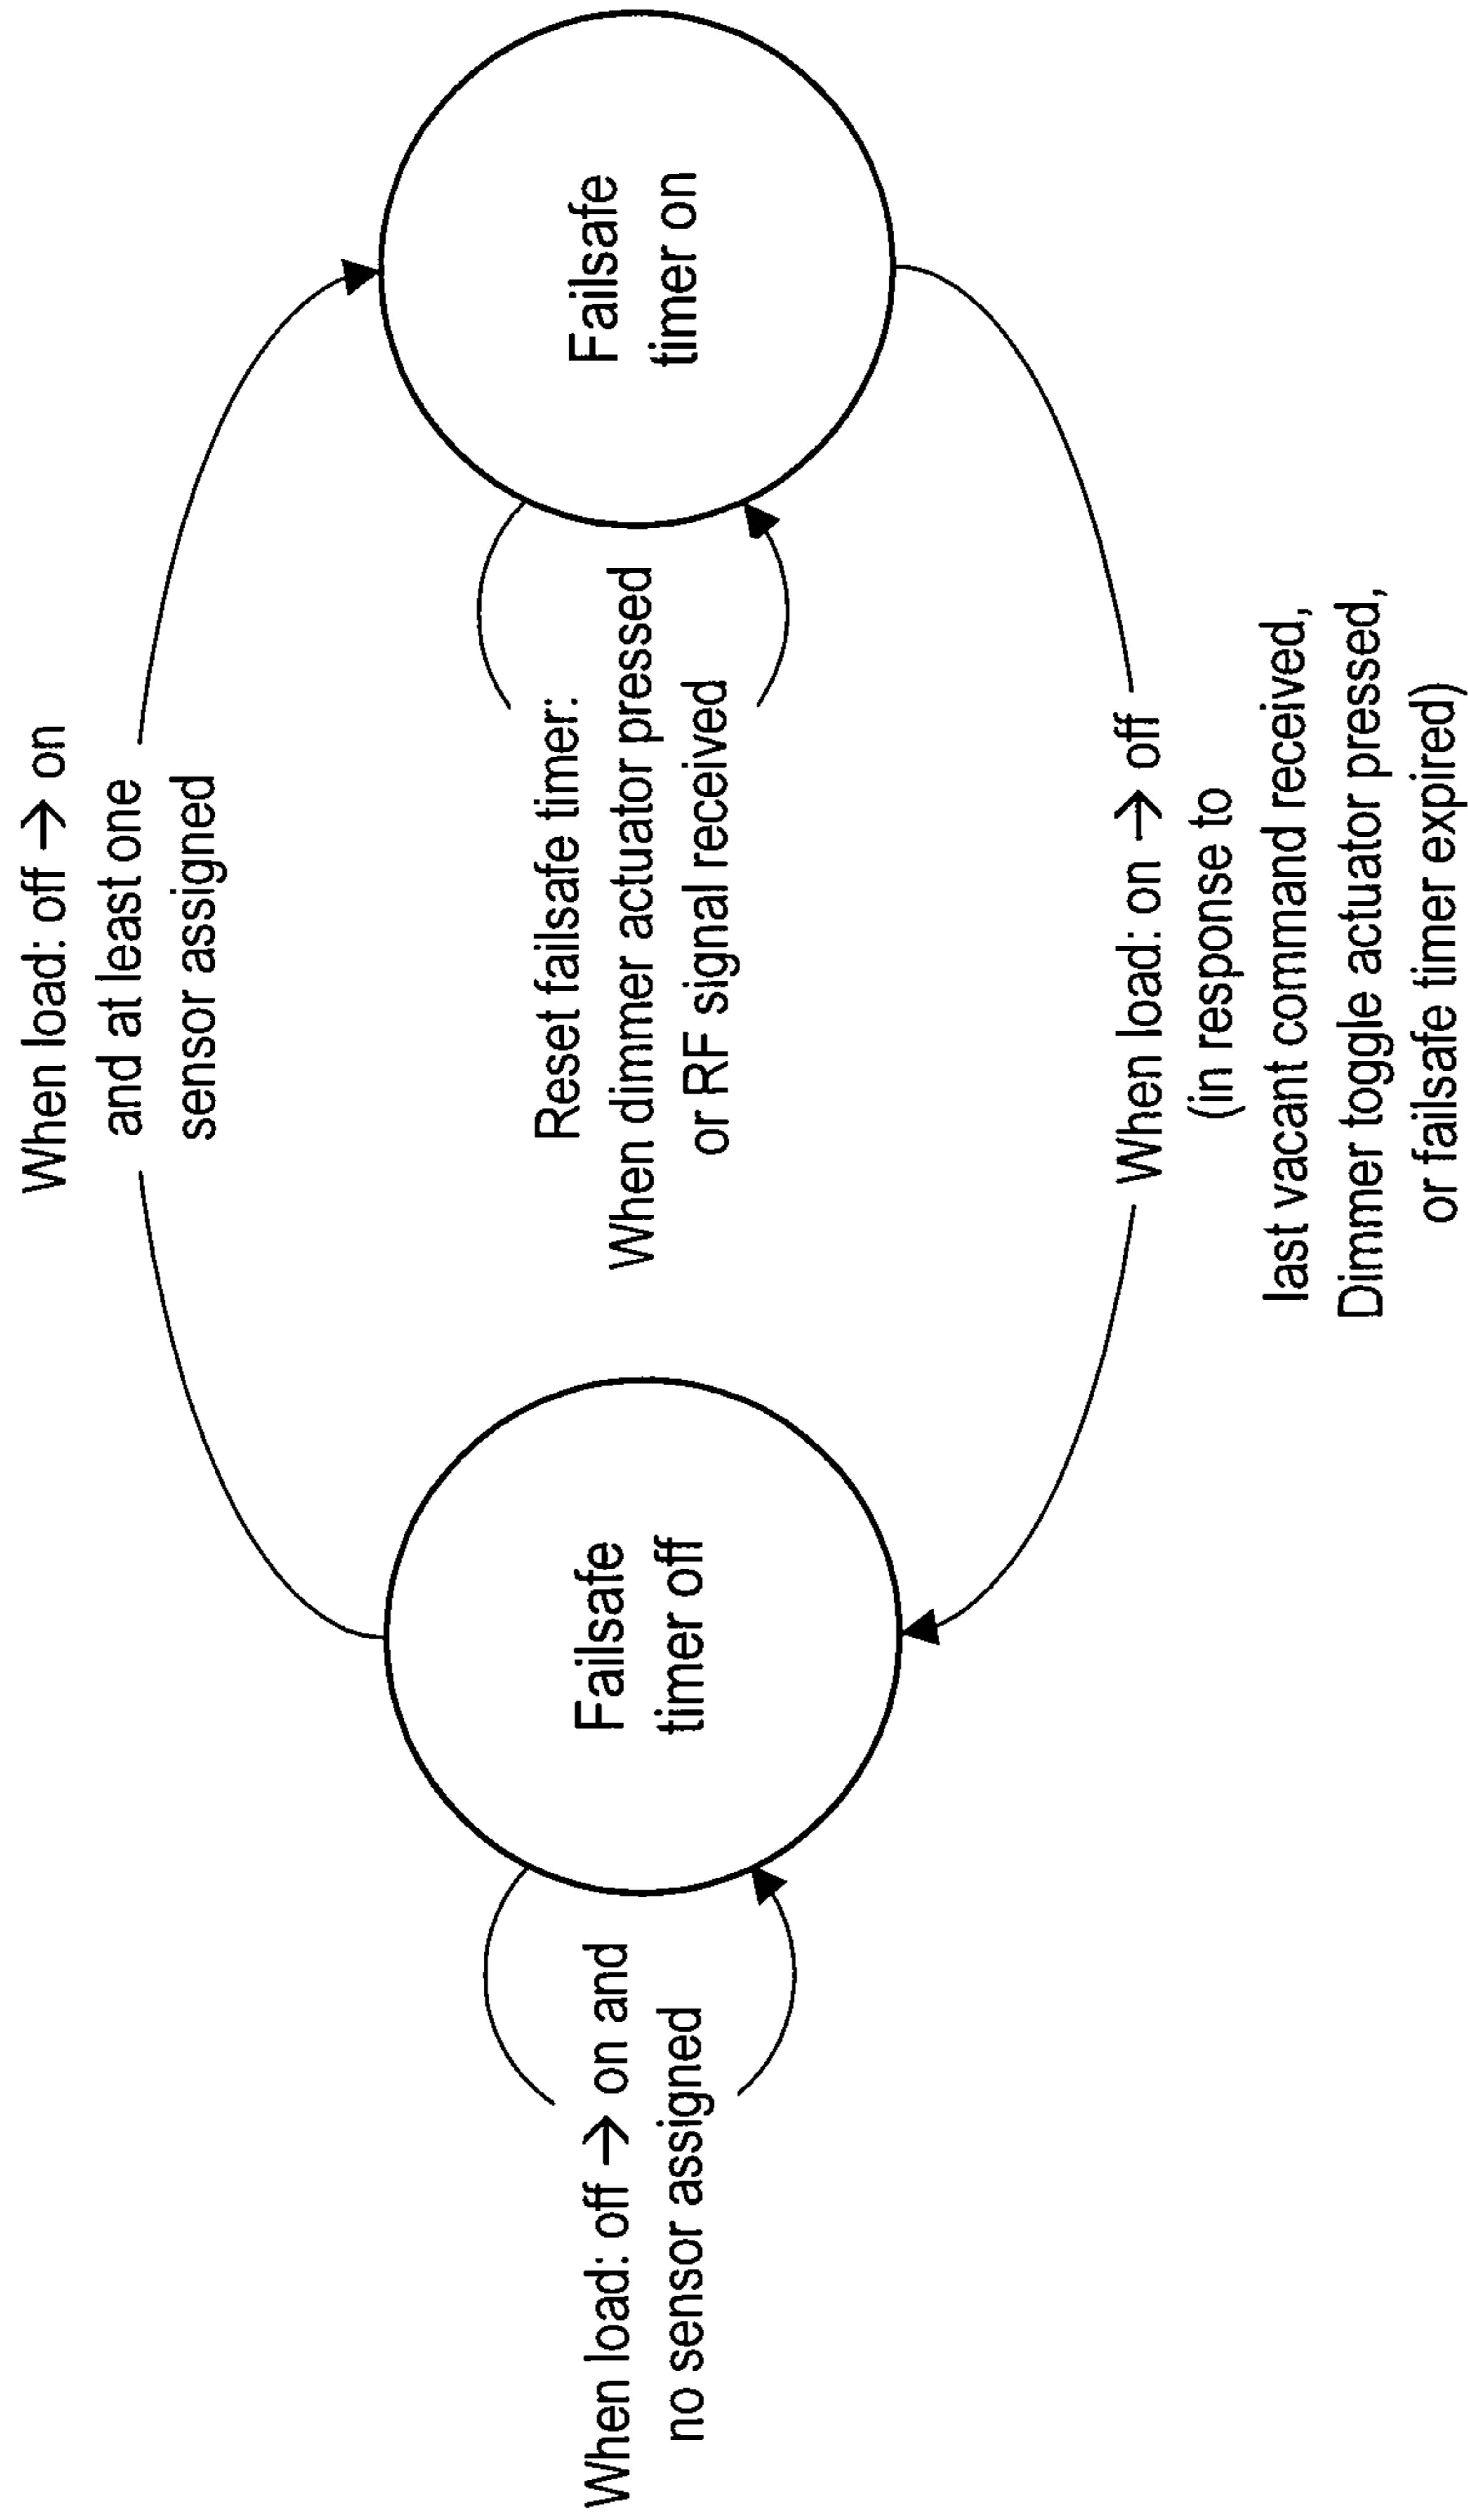 When load: off → on
and at least one
sensor assigned
Failsafe
timer on
Reset failsafe timer:
When dimmer actuator pressed
or RF signal received
Failsafe
timer off
When load: off → on and
no sensor assigned
When load: on → off
(in response to
last vacant command received,
Dimmer toggle actuator pressed,
or failsafe timer expired)